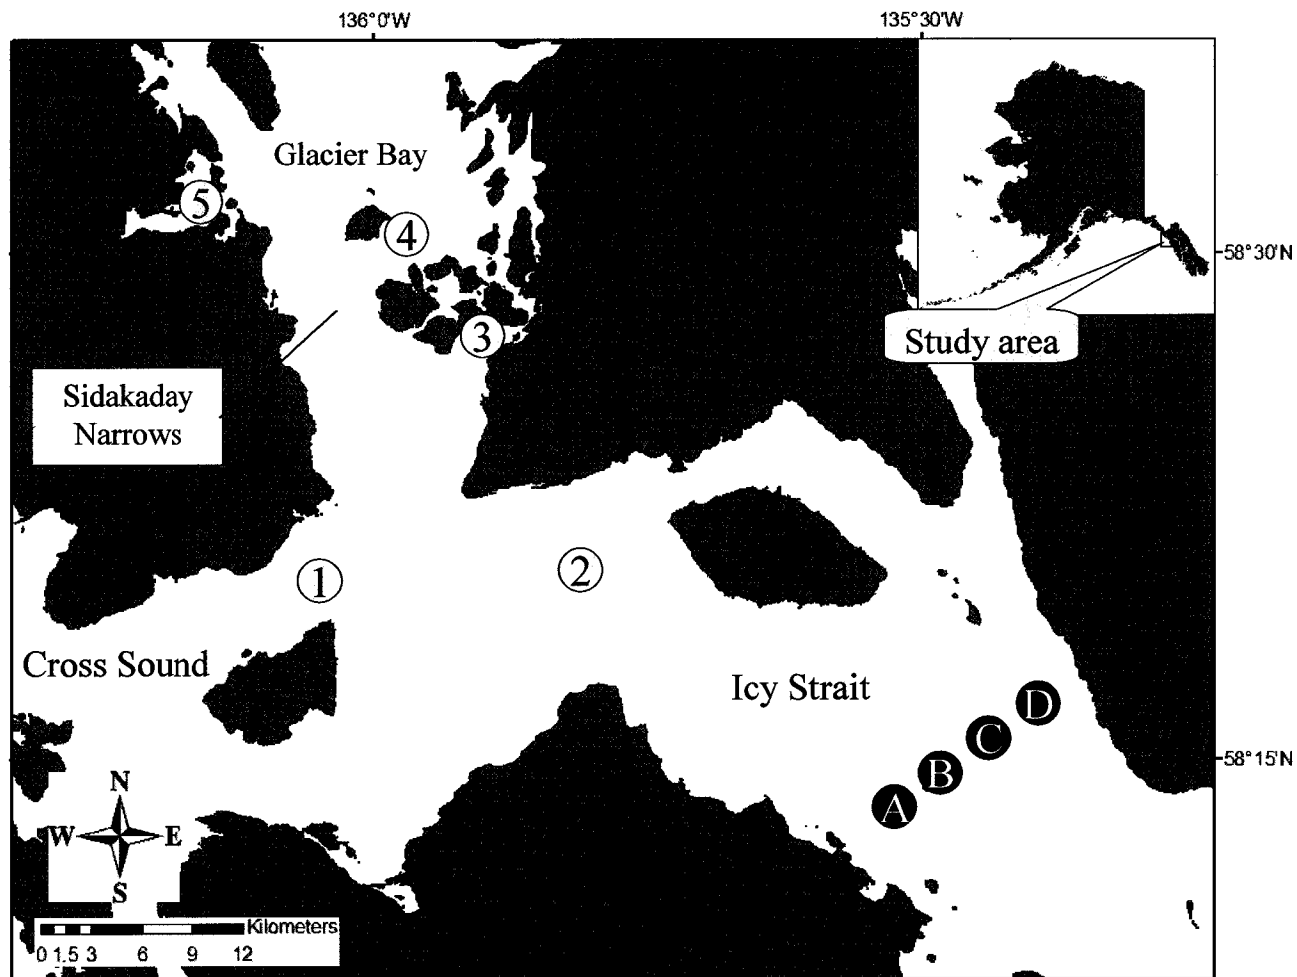 136°0'W
135°30'W
Glacier Bay
5
4
58°30'N
3
Study area
Sidakaday
Narrows
1
2
Cross Sound
Icy Strait
D
C
58°15'N
B
A
N
W
E
S
Kilometers
0 1.5 3 6 9 12